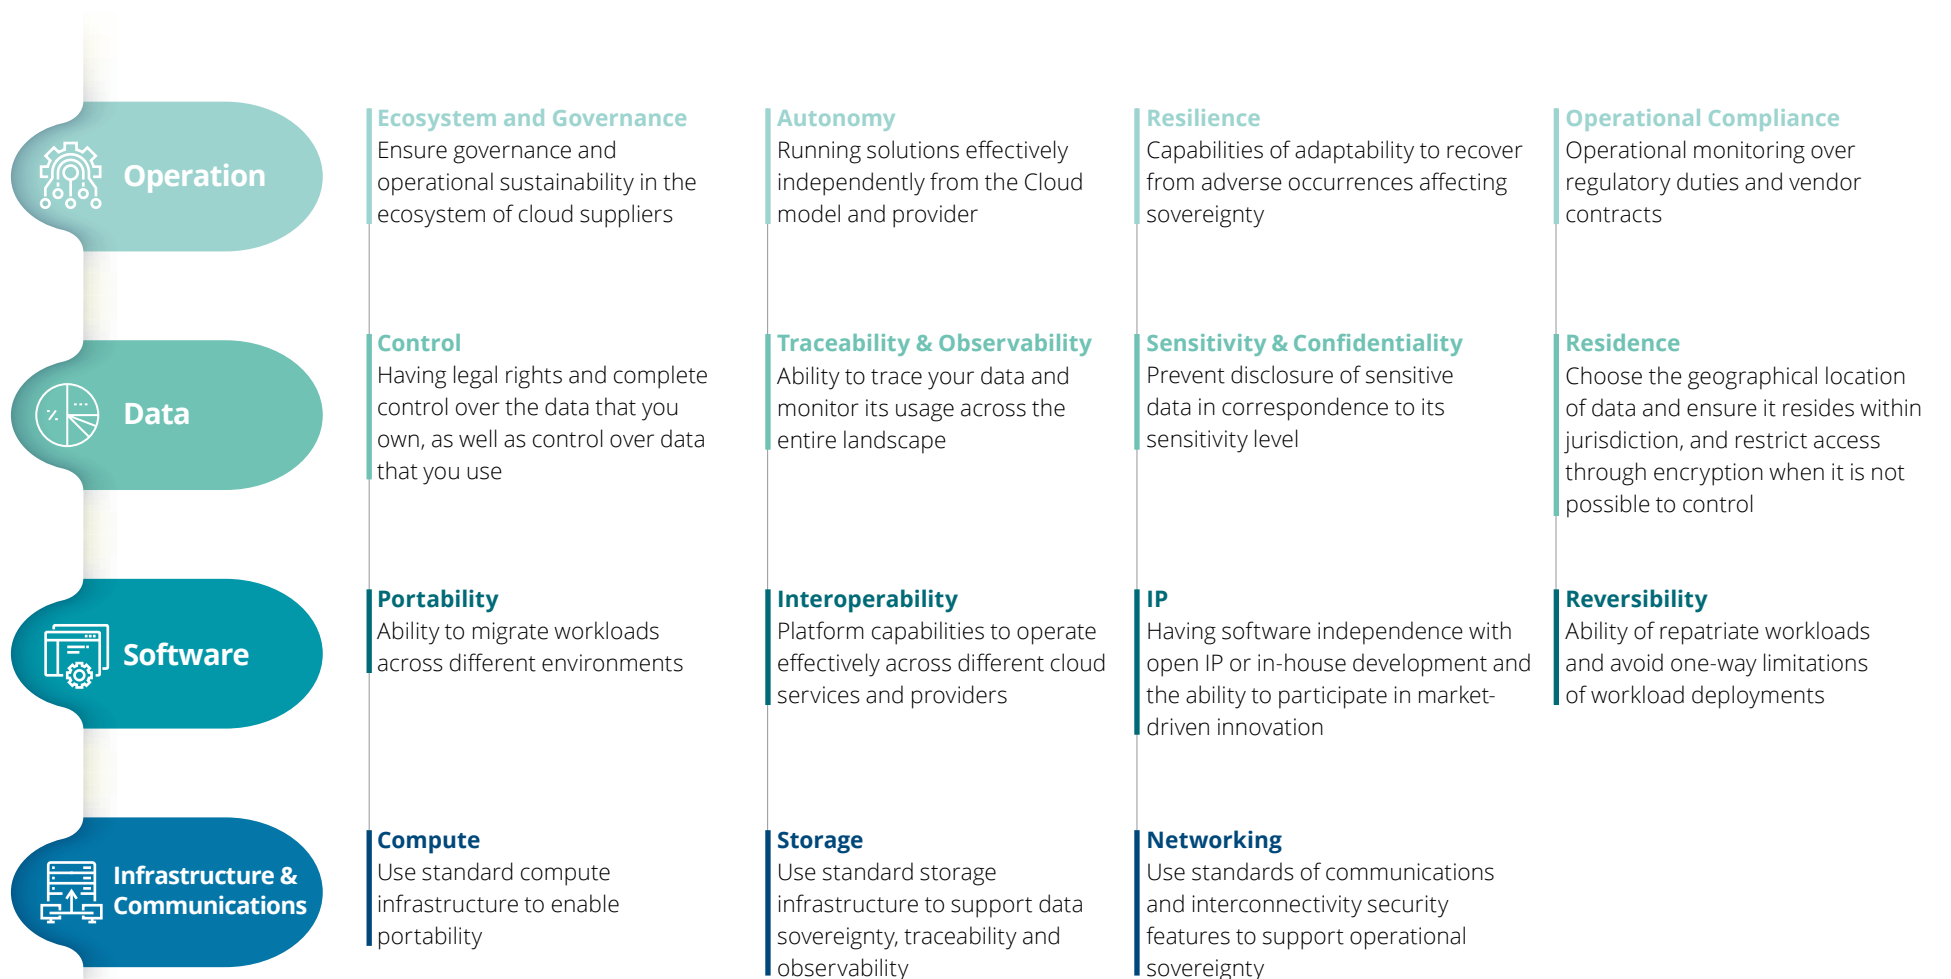 Operation
Ecosystem and Governance
Ensure governance and
operational sustainability in the
ecosystem of cloud suppliers
Autonomy
Running solutions effectively
independently from the Cloud
model and provider
Resilience
Capabilities of adaptability to recover
from adverse occurrences affecting
sovereignty
Operational Compliance
Operational monitoring over
regulatory duties and vendor
contracts
Data
Control
Having legal rights and complete
control over the data that you
own, as well as control over data
that you use
Traceability & Observability
Ability to trace your data and
monitor its usage across the
entire landscape
Sensitivity & Confidentiality
Prevent disclosure of sensitive
data in correspondence to its
sensitivity level
Residence
Choose the geographical location
of data and ensure it resides within
jurisdiction, and restrict access
through encryption when it is not
possible to control
Software
Portability
Ability to migrate workloads
across different environments
Interoperability
Platform capabilities to operate
effectively across different cloud
services and providers
IP
Having software independence with
open IP or in-house development and
the ability to participate in market-
driven innovation
Reversibility
Ability of repatriate workloads
and avoid one-way limitations
of workload deployments
Infrastructure &
Communications
Compute
Use standard compute
infrastructure to enable
portability
Storage
Use standard storage
infrastructure to support data
sovereignty, traceability and
observability
Networking
Use standards of communications
and interconnectivity security
features to support operational
sovereignty